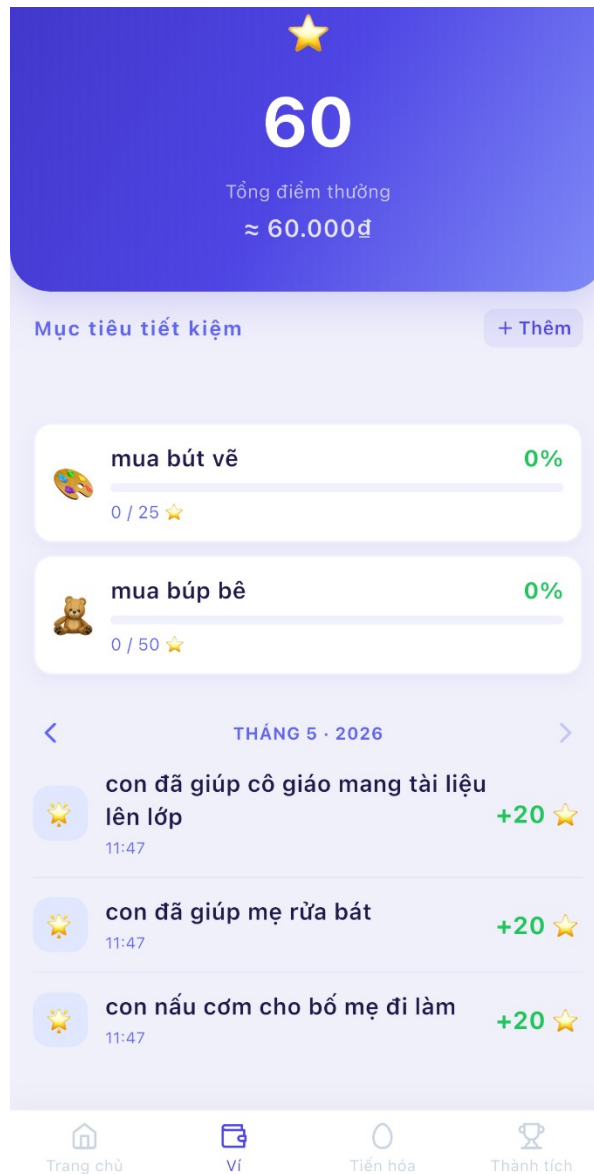 60
Tổng điểm thưởng
≈ 60.000₫
Mục tiêu tiết kiệm
+ Thêm
mua bút vẽ
0%
0 / 25
mua búp bê
0%
0 / 50
THÁNG 5 · 2026
con đã giúp cô giáo mang tài liệu
lên lớp
+20
11:47
con đã giúp mẹ rửa bát
+20
11:47
con nấu cơm cho bố mẹ đi làm
+20
11:47
Trang chủ
Ví
Tiến hóa
Thành tích